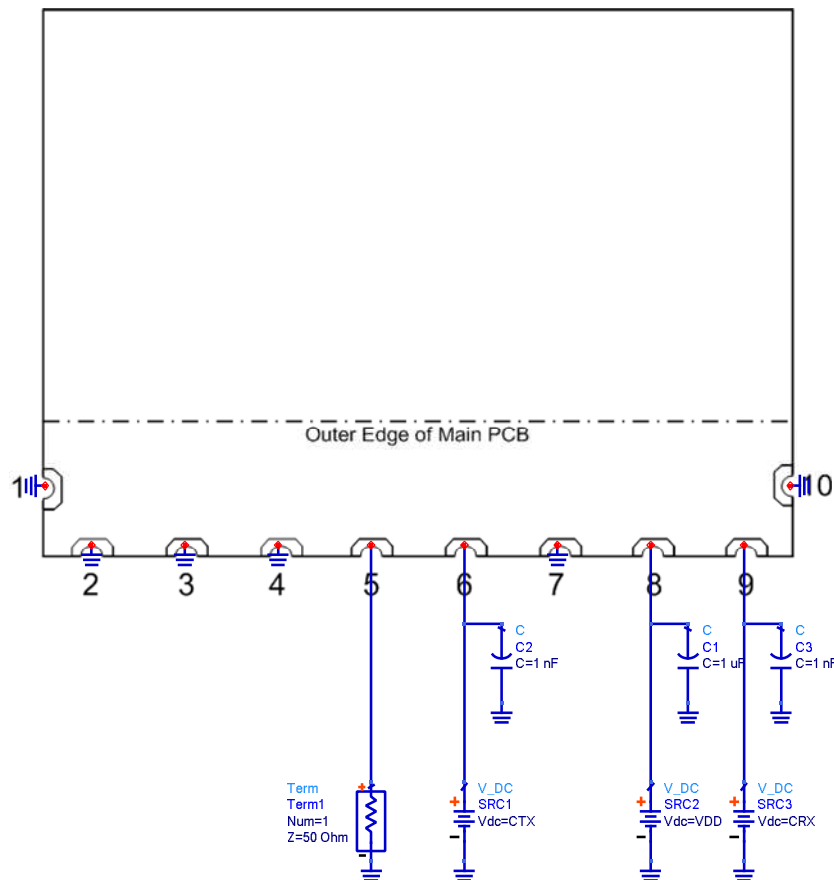 Outer Edge of Main PCB
1
10
2
3
4
5
6
7
8
9
C
C2
C=1 nF
C
C1
C=1 uF
C
C3
C=1 nF
Term
Term1
Num=1
Z=50 Ohm
V_DC
SRC1
Vdc=CTX
V_DC
SRC2
Vdc=VDD
V_DC
SRC3
Vdc=CRX